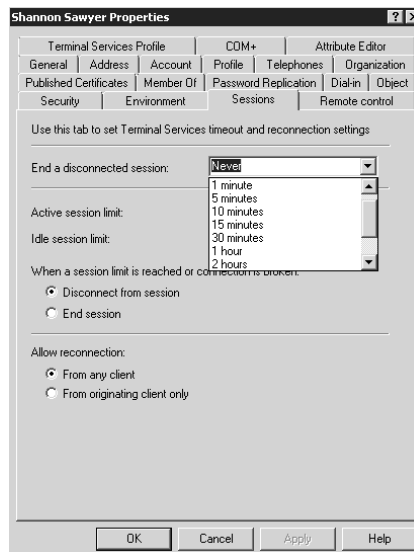 Shannon Sawyer Properties
Terminal Services Profile COM+ Attribute Editor
General Address Account Profile Telephones Organization
Published Certificates Member Of Password Replication Dial-in Object
Security Environment Sessions Remote control
Use this tab to set Terminal Services timeout and reconnection settings
End a disconnected session: Never
1 minute
5 minutes
Active session limit: 10 minutes
15 minutes
Idle session limit: 30 minutes
1 hour
2 hours
When a session limit is reached or connection is broken:
Disconnect from session
End session
Allow reconnection:
From any client
From originating client only
OK Cancel Apply Help